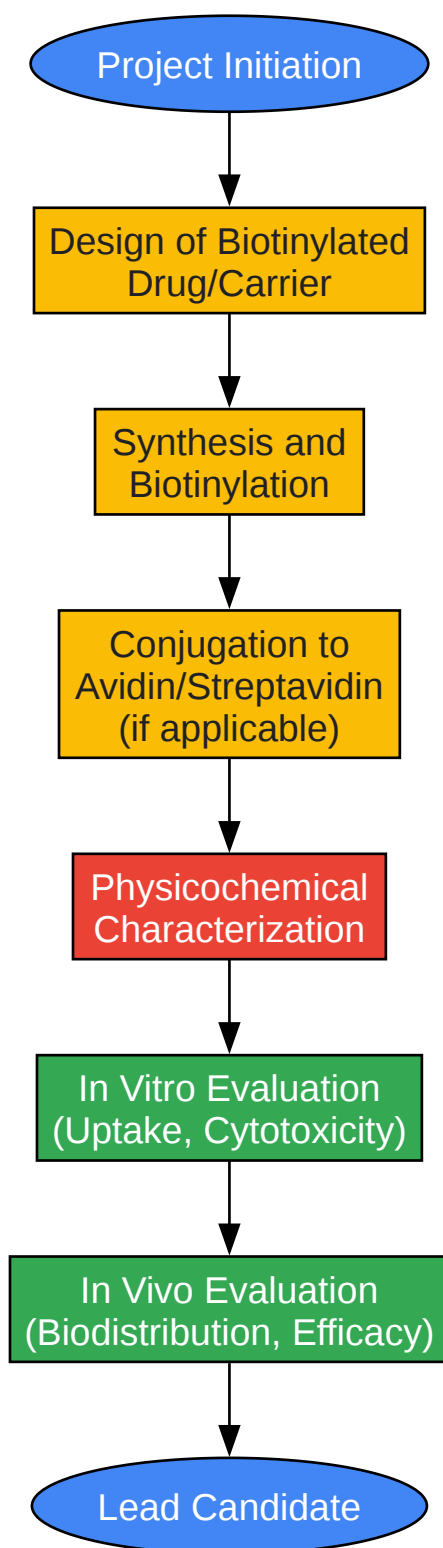 Project Initiation
Design of Biotinylated
Drug/Carrier
Synthesis and
Biotinylation
Conjugation to
Avidin/Streptavidin
(if applicable)
Physicochemical
Characterization
In Vitro Evaluation
(Uptake, Cytotoxicity)
In Vivo Evaluation
(Biodistribution, Efficacy)
Lead Candidate